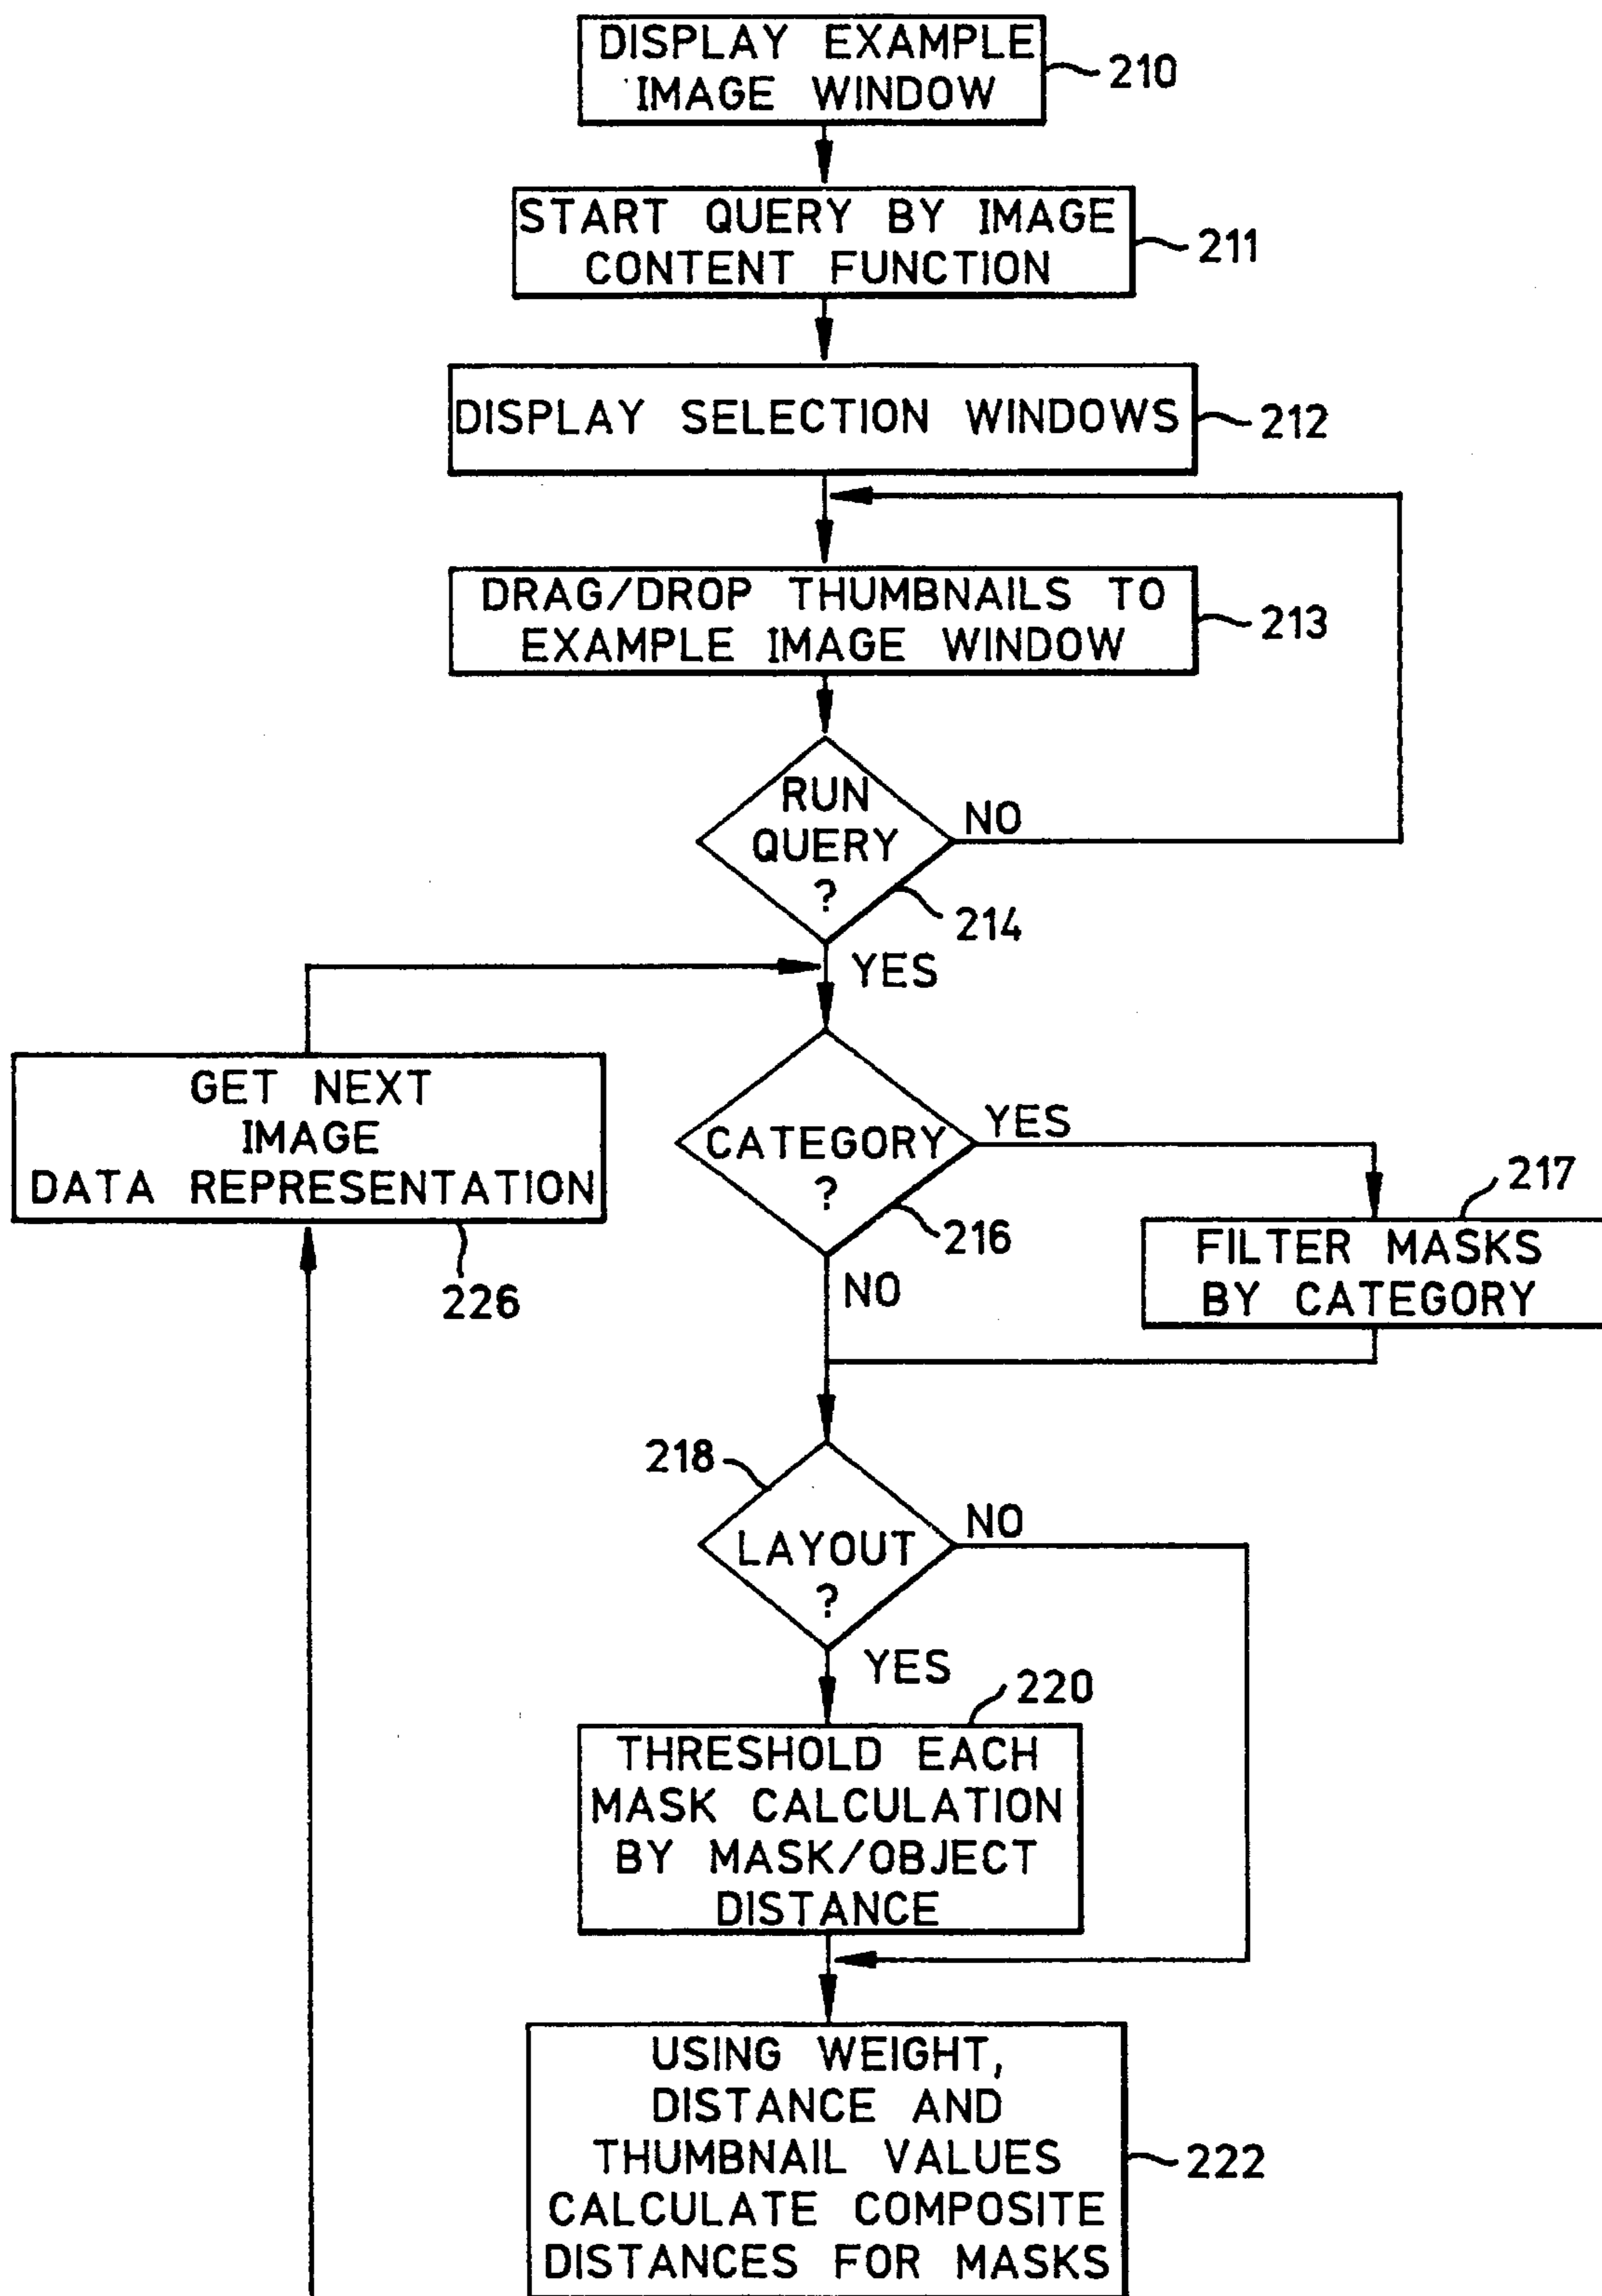 DISPLAY EXAMPLE
IMAGE WINDOW
210
START QUERY BY IMAGE
CONTENT FUNCTION
211
DISPLAY SELECTION WINDOWS
212
DRAG/DROP THUMBNAILS TO
EXAMPLE IMAGE WINDOW
213
RUN
QUERY
?
NO
214
YES
GET NEXT
IMAGE
DATA REPRESENTATION
226
CATEGORY
?
YES
216
NO
217
FILTER MASKS
BY CATEGORY
218
LAYOUT
?
NO
YES
220
THRESHOLD EACH
MASK CALCULATION
BY MASK/OBJECT
DISTANCE
USING WEIGHT,
DISTANCE AND
THUMBNAIL VALUES
CALCULATE COMPOSITE
DISTANCES FOR MASKS
222